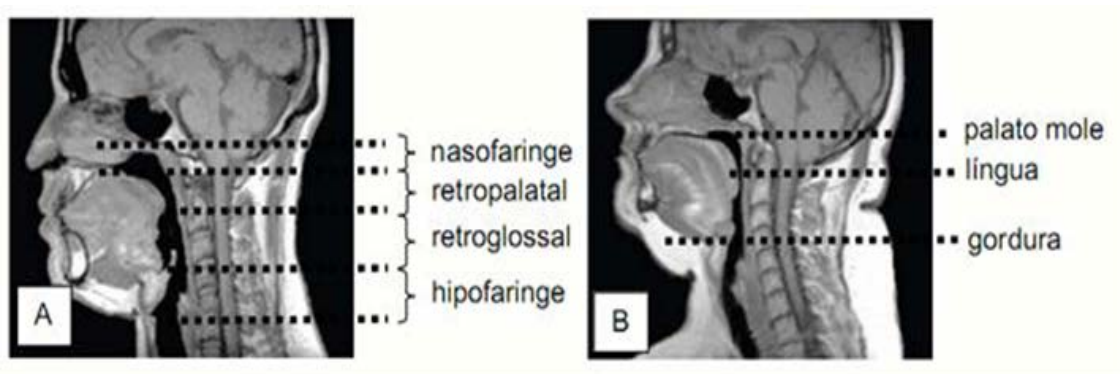 nasofaringe
retropalatal
retroglossal
hipofaringe
A
palato mole
língua
gordura
B